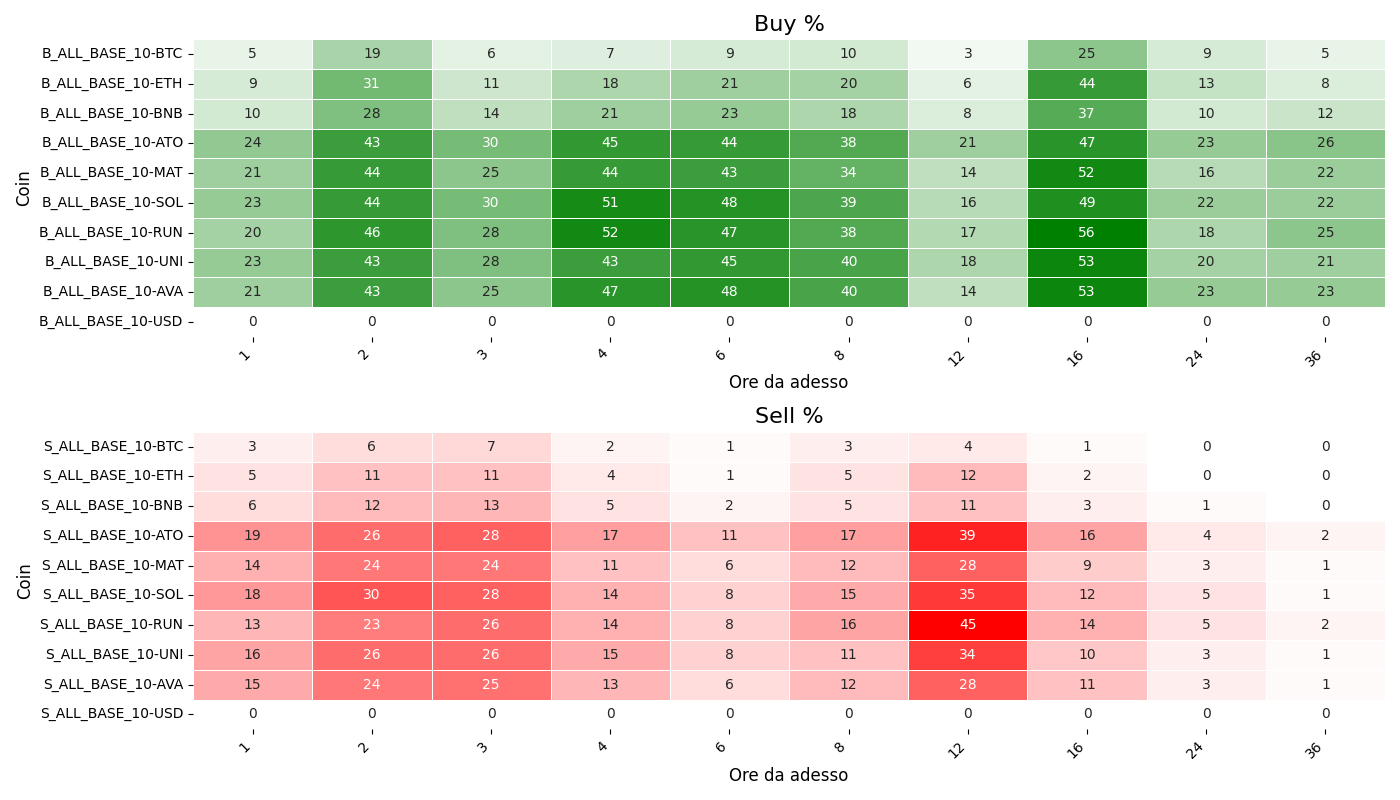 Buy %
Coin
B_ALL_BASE_10-BTC 5 19 6 7 9 10 3 25 9 5
B_ALL_BASE_10-ETH 9 31 11 18 21 20 6 44 13 8
B_ALL_BASE_10-BNB 10 28 14 21 23 18 8 37 10 12
B_ALL_BASE_10-ATO 24 43 30 45 44 38 21 47 23 26
B_ALL_BASE_10-MAT 21 44 25 44 43 34 14 52 16 22
B_ALL_BASE_10-SOL 23 44 30 51 48 39 16 49 22 22
B_ALL_BASE_10-RUN 20 46 28 52 47 38 17 56 18 25
B_ALL_BASE_10-UNI 23 43 28 43 45 40 18 53 20 21
B_ALL_BASE_10-AVA 21 43 25 47 48 40 14 53 23 23
B_ALL_BASE_10-USD 0 0 0 0 0 0 0 0 0 0
1 2 3 4 6 8 12 16 24 36
Ore da adesso
Sell %
Coin
S_ALL_BASE_10-BTC 3 6 7 2 1 3 4 1 0 0
S_ALL_BASE_10-ETH 5 11 11 4 1 5 12 2 0 0
S_ALL_BASE_10-BNB 6 12 13 5 2 5 11 3 1 0
S_ALL_BASE_10-ATO 19 26 28 17 11 17 39 16 4 2
S_ALL_BASE_10-MAT 14 24 24 11 6 12 28 9 3 1
S_ALL_BASE_10-SOL 18 30 28 14 8 15 35 12 5 1
S_ALL_BASE_10-RUN 13 23 26 14 8 16 45 14 5 2
S_ALL_BASE_10-UNI 16 26 26 15 8 11 34 10 3 1
S_ALL_BASE_10-AVA 15 24 25 13 6 12 28 11 3 1
S_ALL_BASE_10-USD 0 0 0 0 0 0 0 0 0 0
1 2 3 4 6 8 12 16 24 36
Ore da adesso